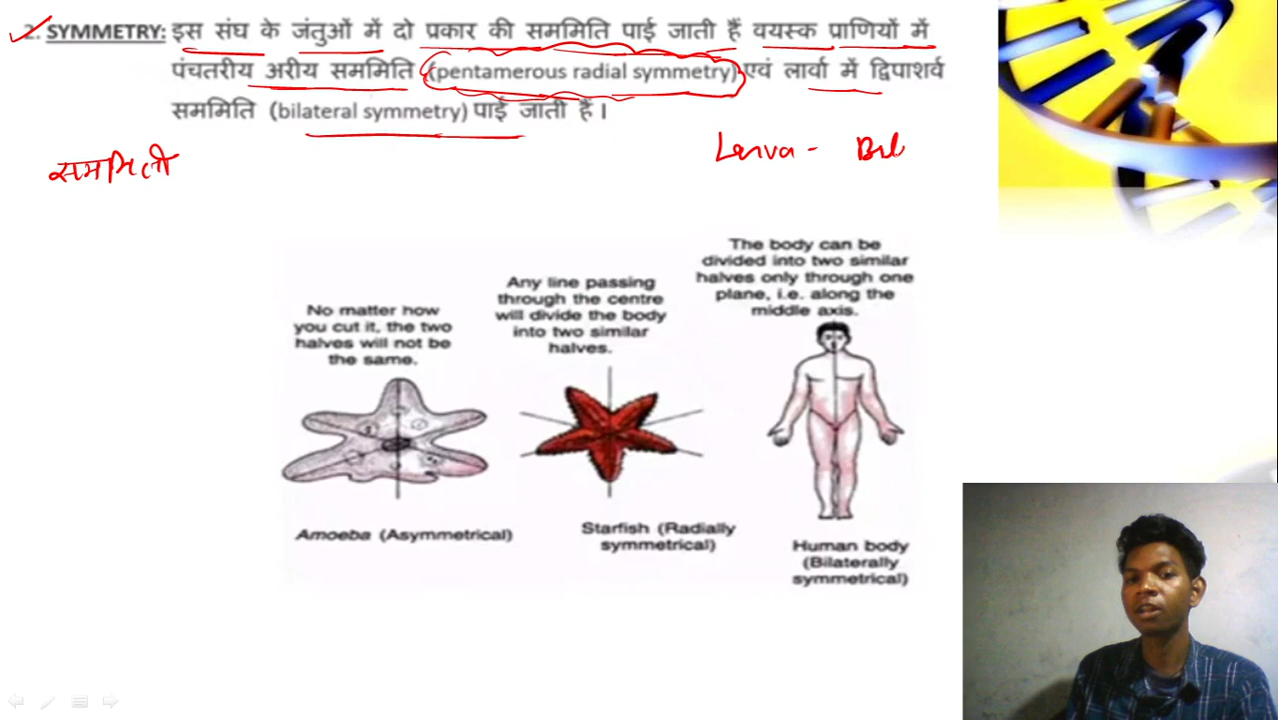 2. SYMMETRY: इस संघ के जंतुओं में दो प्रकार की सममिति पाई जाती हैं वयस्क प्राणियों में
पंचतरीय अरीय सममिति (pentamerous radial symmetry) एवं लार्वा में द्विपाशर्व
सममिति (bilateral symmetry) पाई जाती हैं।
सममिती
Larva - Bil
No matter how
you cut it, the two
halves will not be
the same.
Any line passing
through the centre
will divide the body
into two similar
halves.
The body can be
divided into two similar
halves only through one
plane, i.e. along the
middle axis.
Amoeba (Asymmetrical)
Starfish (Radially
symmetrical)
Human body
(Bilaterally
symmetrical)